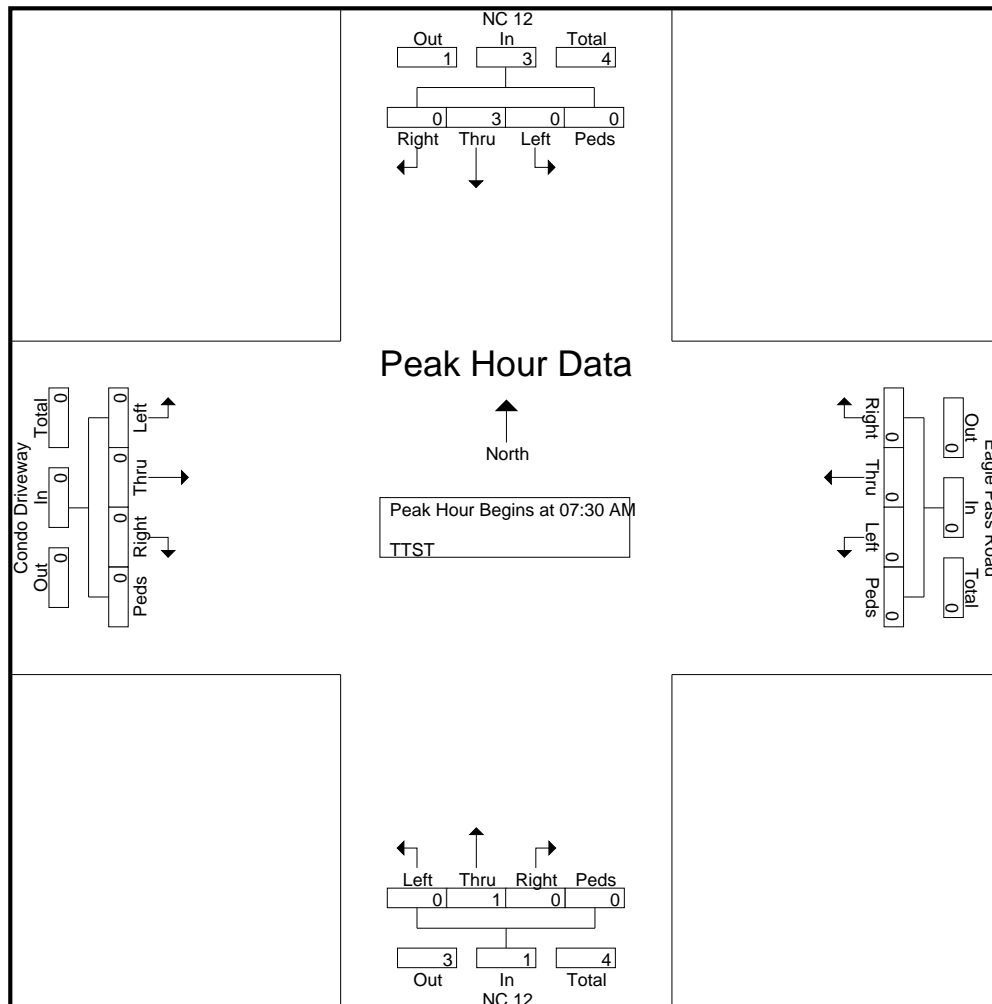 NC 12
Out In Total
1 3 4
0 3 0 0
Right Thru Left Peds
Peak Hour Data
North
Peak Hour Begins at 07:30 AM
TTST
Condo Driveway
Out In Total
0 0 0
0 0 0 0
Left Thru Right Peds
Right Thru Left Peds
0 0 0 0
Out In Total
0 0 0
Eagle Pass Road
Left Thru Right Peds
0 1 0 0
3 1 4
Out In Total
NC 12